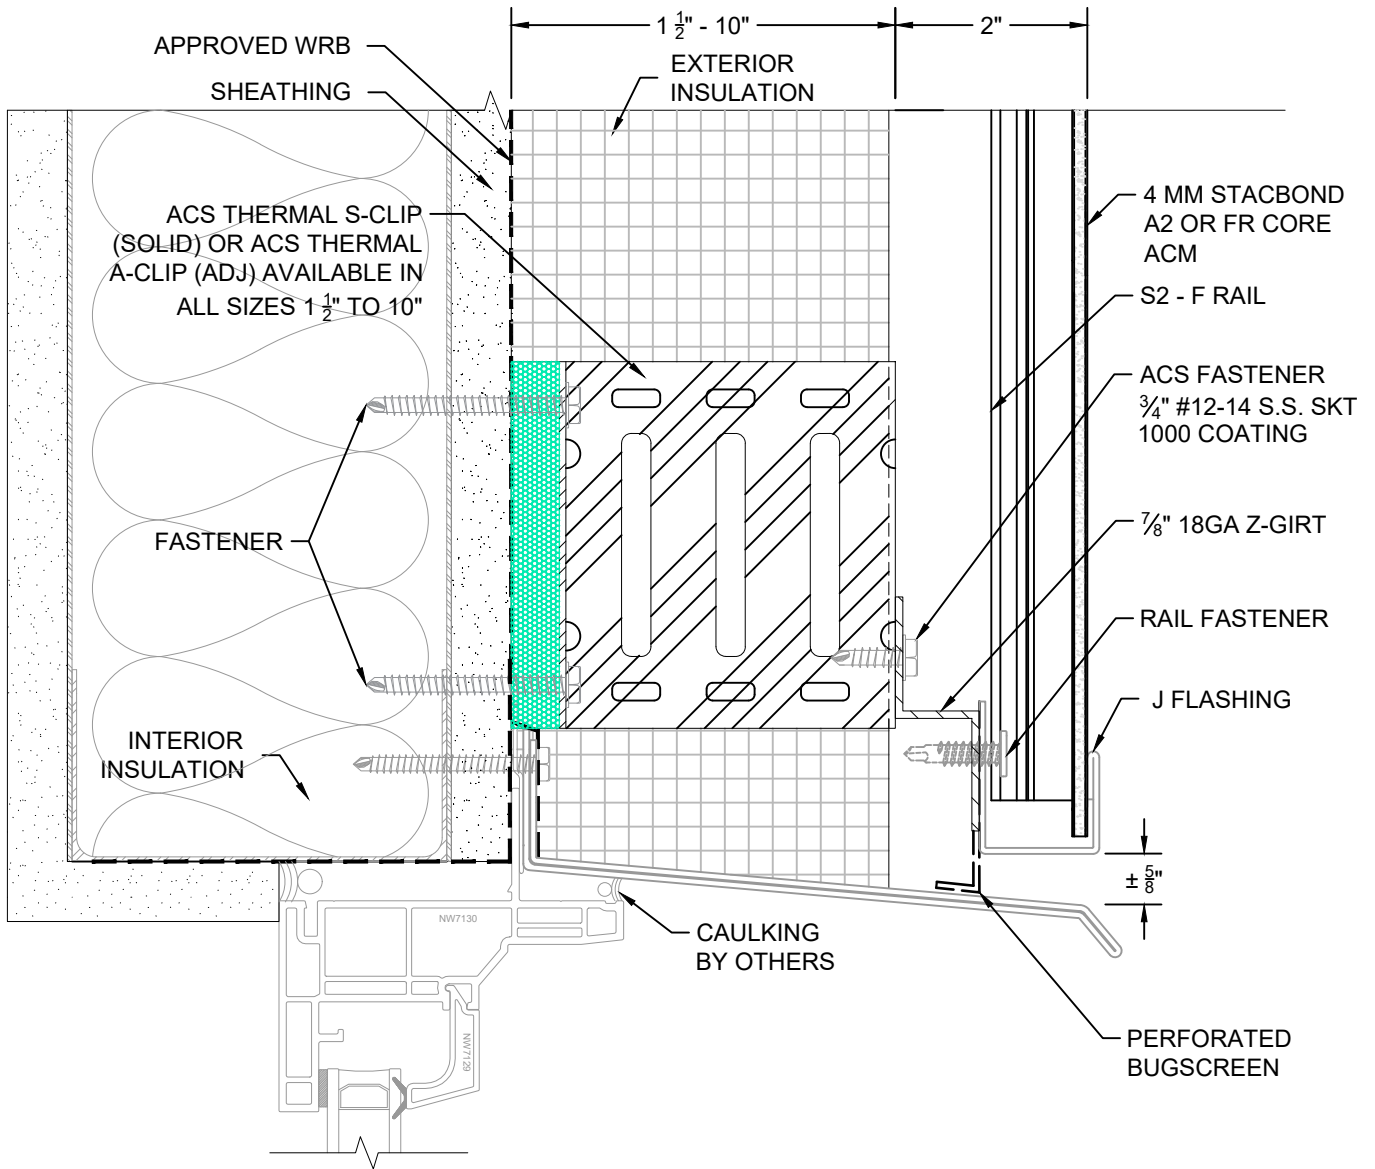 1 1/2" - 10"
2"
APPROVED WRB
SHEATHING
EXTERIOR
INSULATION
ACS THERMAL S-CLIP
(SOLID) OR ACS THERMAL
A-CLIP (ADJ) AVAILABLE IN
ALL SIZES 1 1/2" TO 10"
4 MM STACBOND
A2 OR FR CORE
ACM
S2 - F RAIL
ACS FASTENER
3/4" #12-14 S.S. SKT
1000 COATING
FASTENER
7/8" 18GA Z-GIRT
RAIL FASTENER
J FLASHING
INTERIOR
INSULATION
± 5/8"
NW7130
CAULKING
BY OTHERS
NW7129
PERFORATED
BUGSCREEN